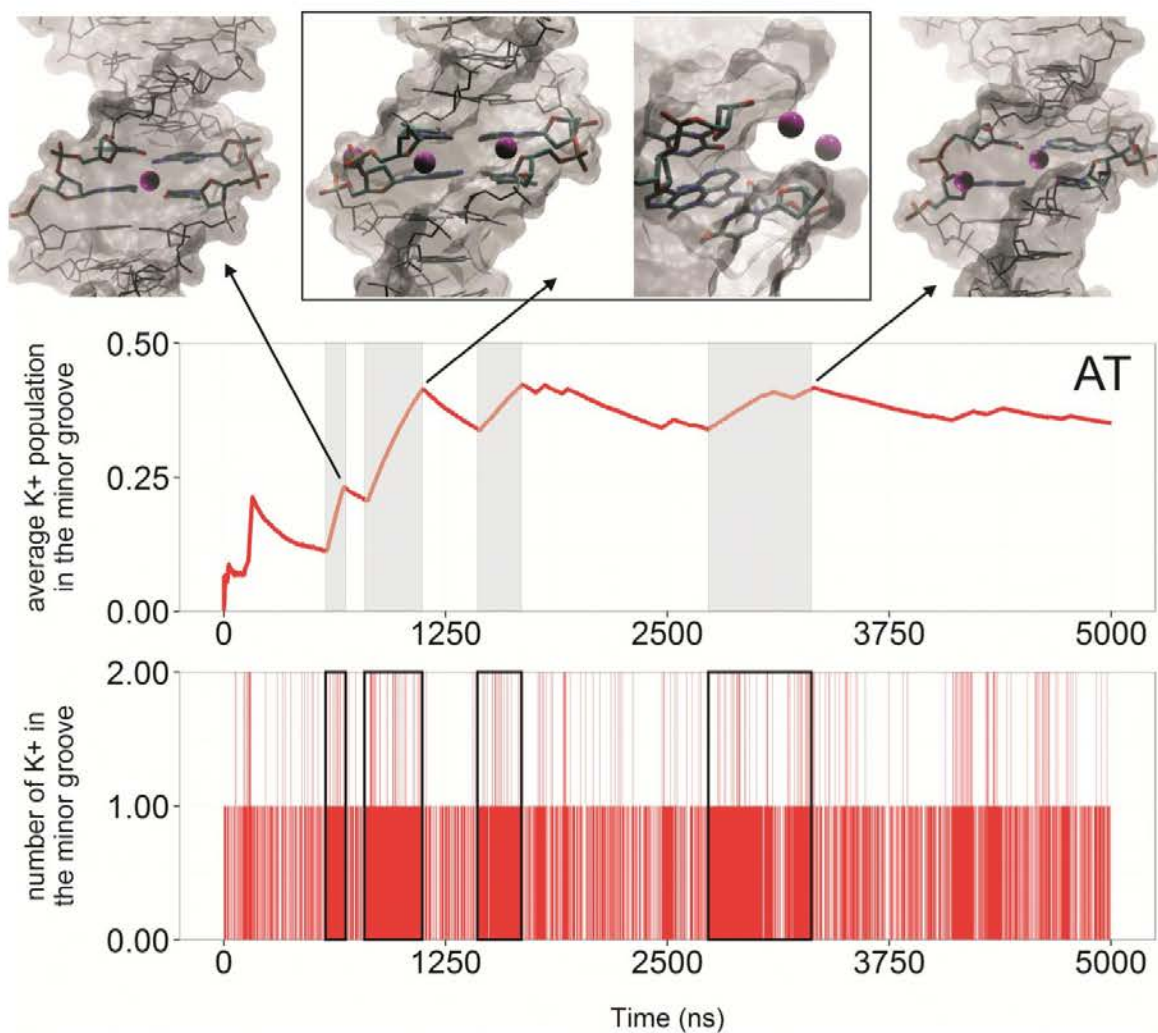 AT
average K+ population
in the minor groove
0.50
0.25
0.00
0 1250 2500 3750 5000
number of K+ in
the minor groove
2.00
1.00
0.00
0 1250 2500 3750 5000
Time (ns)